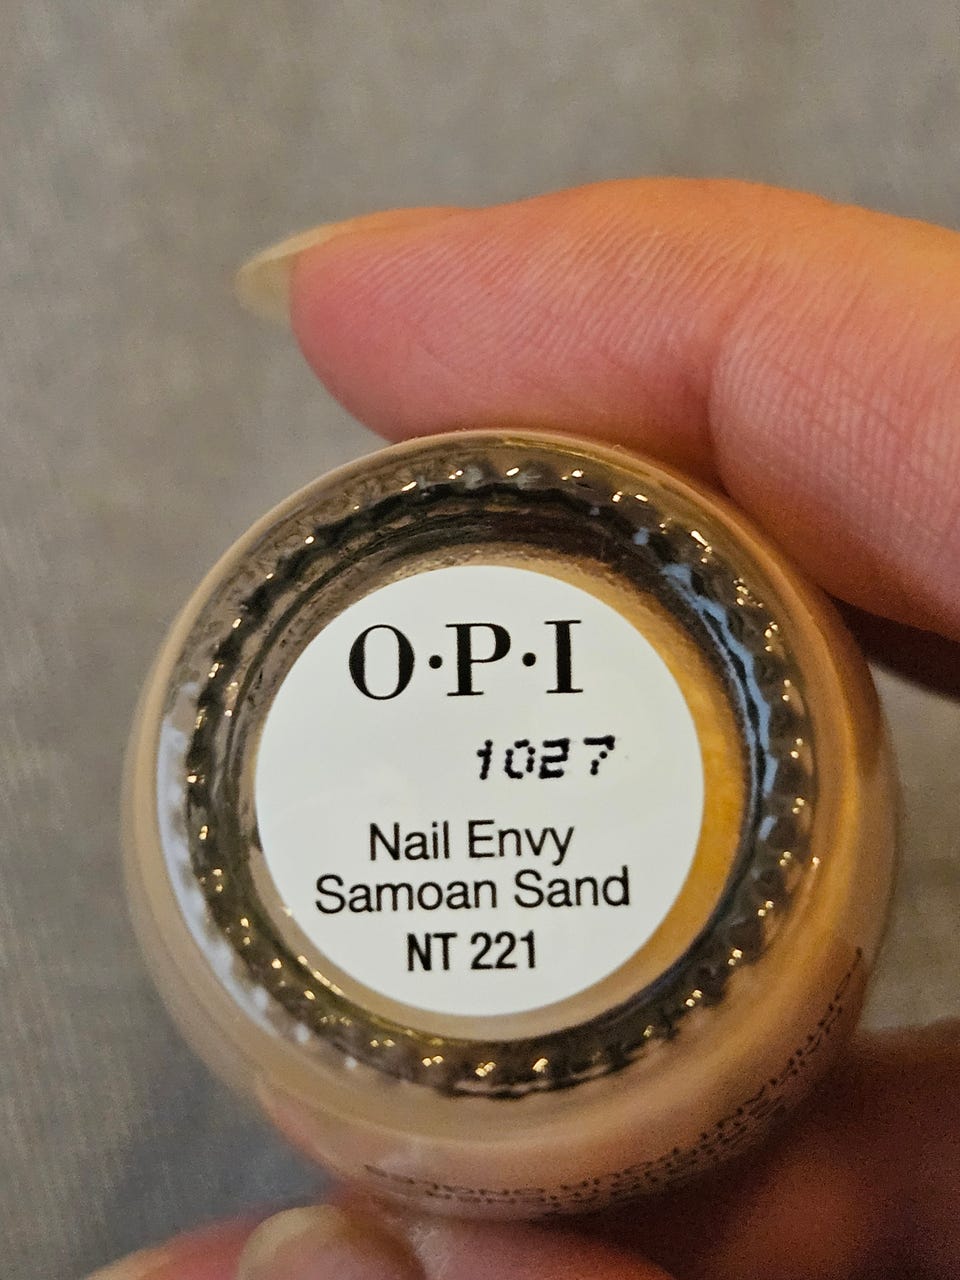 O·P·I
1027
Nail Envy
Samoan Sand
NT 221